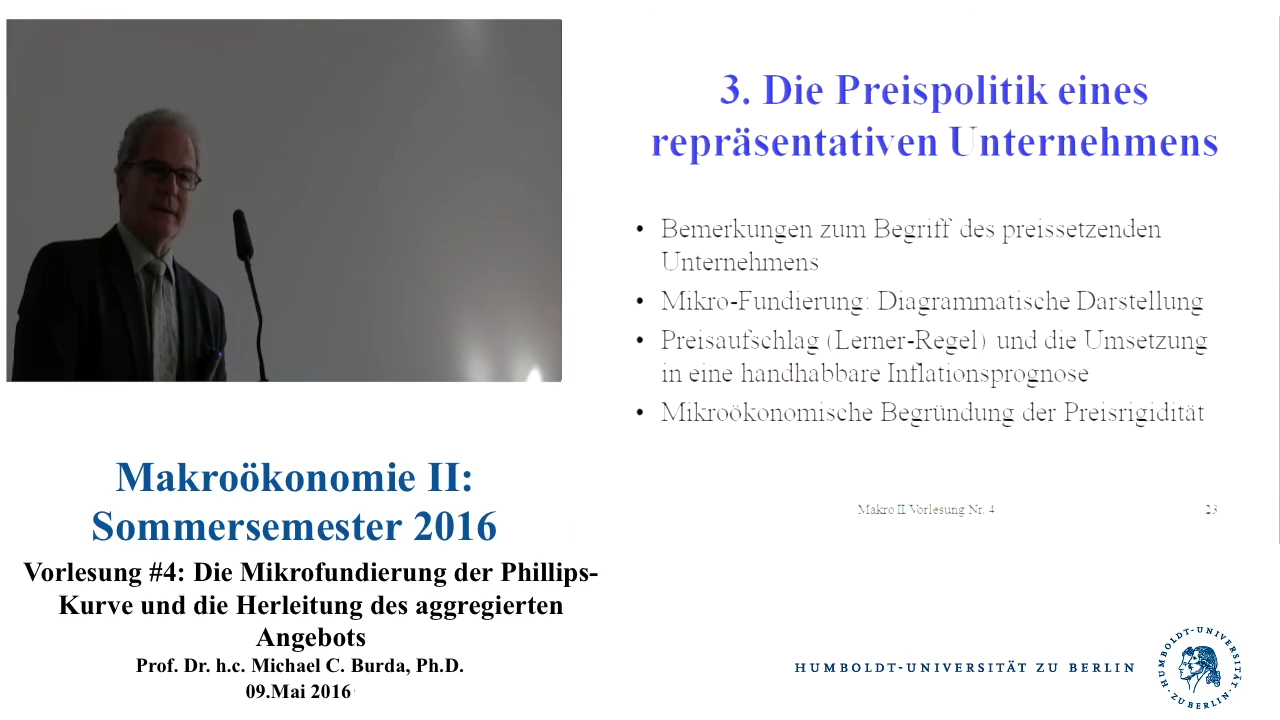 3. Die Preispolitik eines
repräsentativen Unternehmens
• Bemerkungen zum Begriff des preissetzenden
Unternehmens
• Mikro-Fundierung: Diagrammatische Darstellung
• Preisaufschlag (Lerner-Regel) und die Umsetzung
in eine handhabbare Inflationsprognose
• Mikroökonomische Begründung der Preisrigidität
Makro II Vorlesung Nr. 4 23
Makroökonomie II:
Sommersemester 2016
Vorlesung #4: Die Mikrofundierung der Phillips-
Kurve und die Herleitung des aggregierten
Angebots
Prof. Dr. h.c. Michael C. Burda, Ph.D.
09.Mai 2016
HUMBOLDT-UNIVERSITÄT ZU BERLIN
HUMBOLDT-UNIVERSITÄT
ZU BERLIN